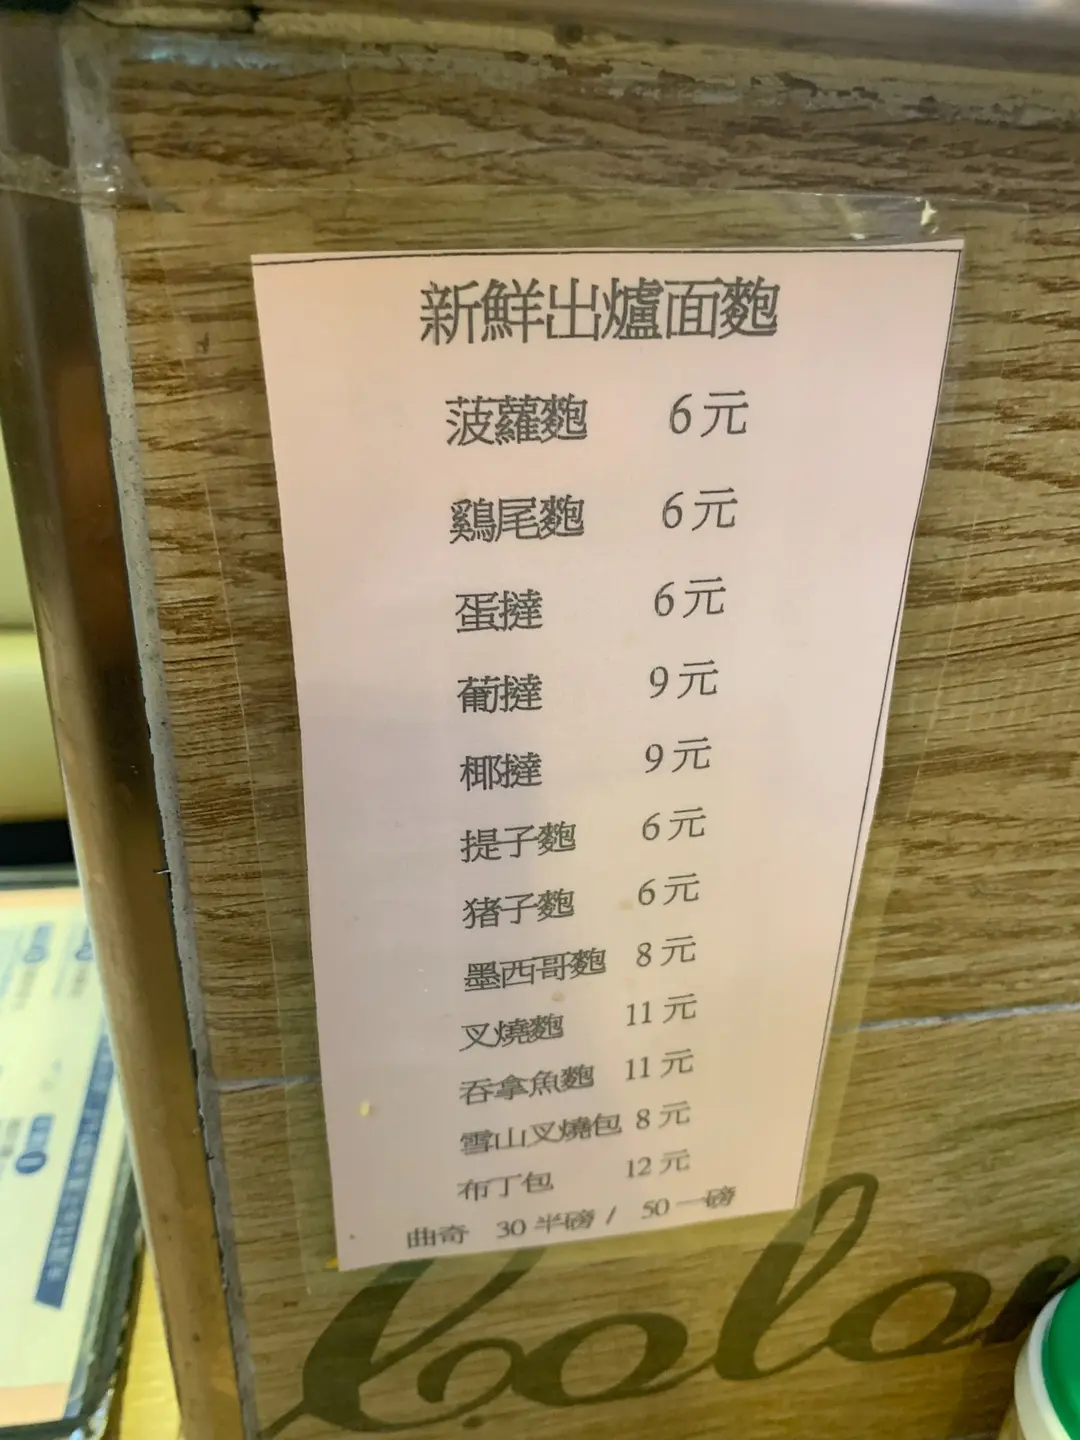 新鮮出爐面麭
菠蘿麭 6元
鷄尾麭 6元
蛋撻 6元
葡撻 9元
椰撻 9元
提子麭 6元
猪子麭 6元
墨西哥麭 8元
叉燒麭 11元
吞拿魚麭 11元
雪山叉燒包 8元
布丁包 12元
曲奇 30半磅 / 50一磅